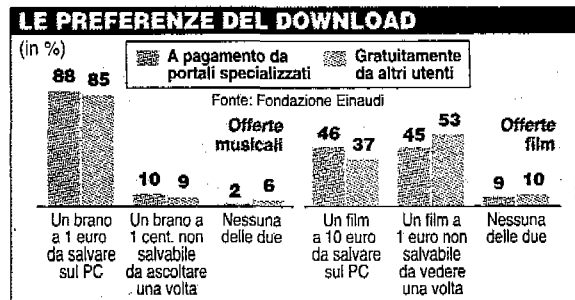 LE PREFERENZE DEL DOWNLOAD
(in %)
A pagamento da
portali specializzati
Gratuitamente
da altri utenti
Fonte: Fondazione Einaudi
88 85
10 9
2 6
Offerte
musicali
46 37
45 53
9 10
Offerte
film
Un brano
a 1 euro
da salvare
sul PC
Un brano a
1 cent. non
salvabile
da ascoltare
una volta
Nessuna
delle due
Un film
a 10 euro
da salvare
sul PC
Un film a
1 euro non
salvabile
da vedere
una volta
Nessuna
delle due